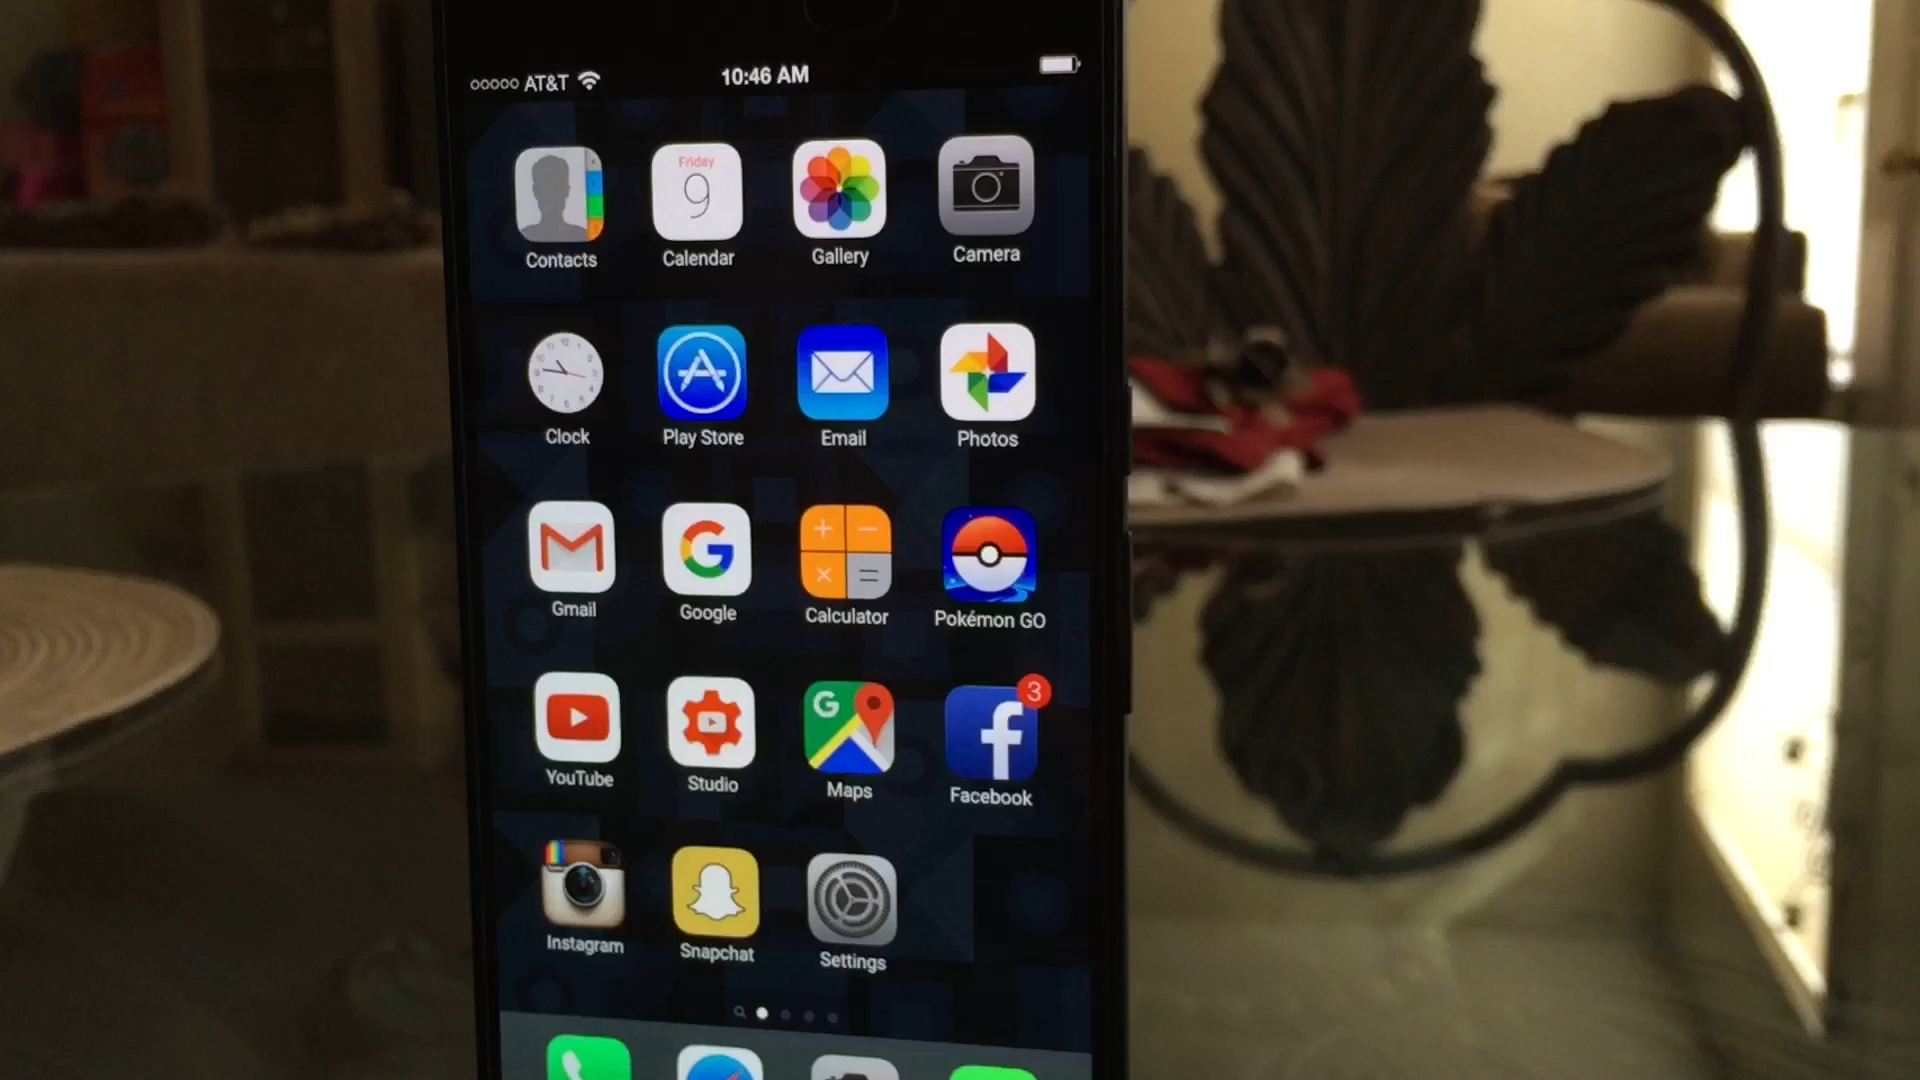 AT&T 10:46 AM
Friday
9
Contacts Calendar Gallery Camera
Clock Play Store Email Photos
Gmail Google Calculator Pokémon GO
3
YouTube Studio Maps Facebook
Instagram Snapchat Settings